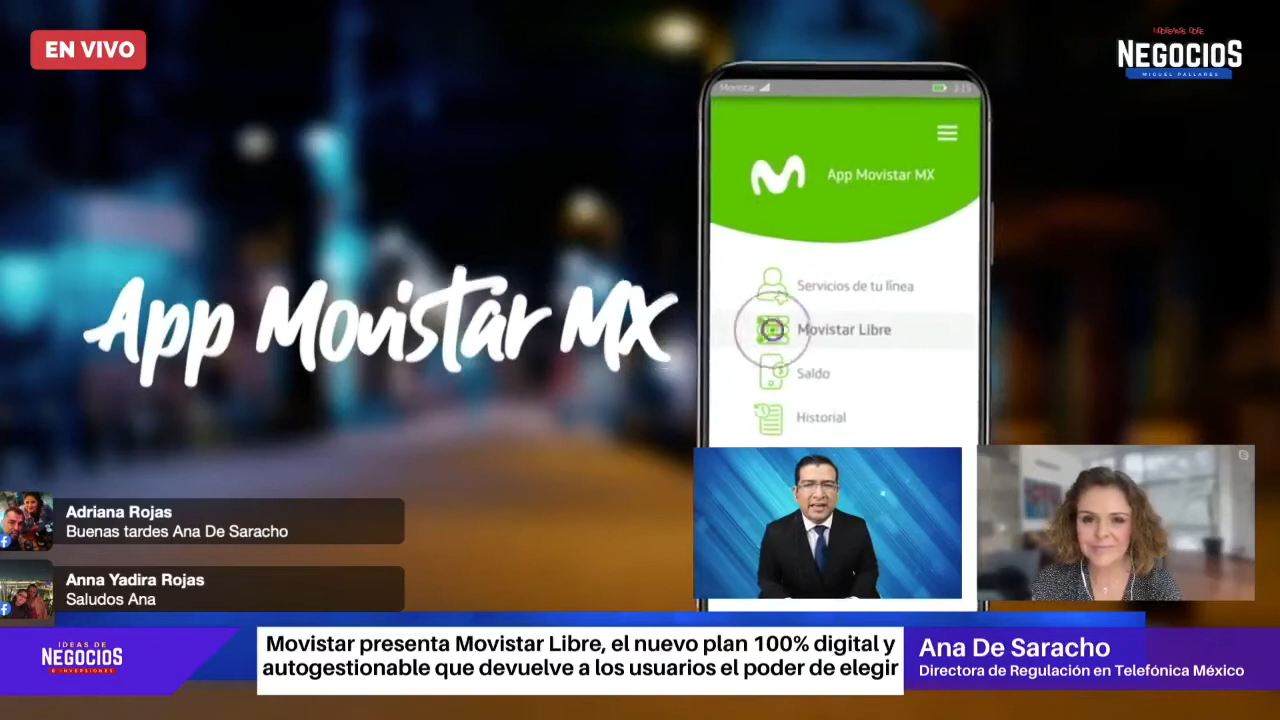 EN VIVO
IDEAS DE
NEGOCIOS
MIGUEL PALLARES
Movistar
App Movistar MX
Servicios de tu línea
Movistar Libre
Saldo
Historial
App Movistar MX
Adriana Rojas
Buenas tardes Ana De Saracho
Anna Yadira Rojas
Saludos Ana
IDEAS DE
NEGOCIOS
E INVERSIONES
Movistar presenta Movistar Libre, el nuevo plan 100% digital y
autogestionable que devuelve a los usuarios el poder de elegir
Ana De Saracho
Directora de Regulación en Telefónica México